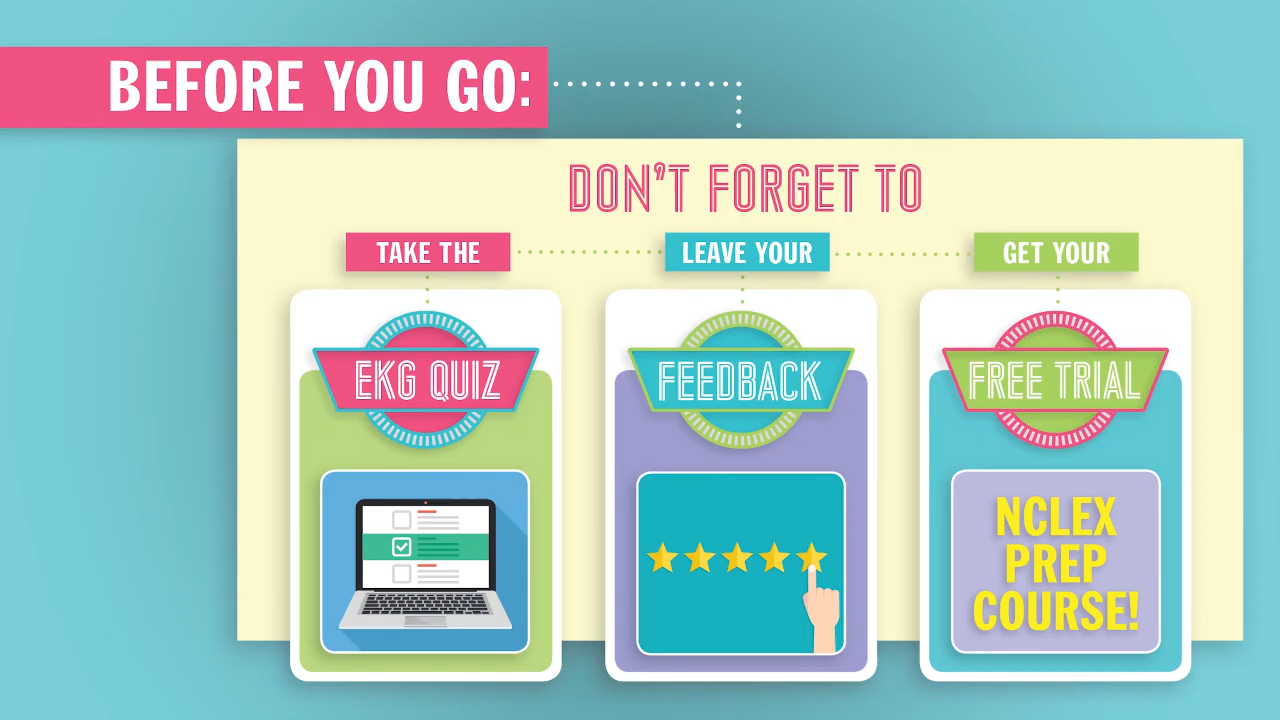 BEFORE YOU GO:
DON'T FORGET TO
TAKE THE
EKG QUIZ
LEAVE YOUR
FEEDBACK
GET YOUR
FREE TRIAL
NCLEX
PREP
COURSE!